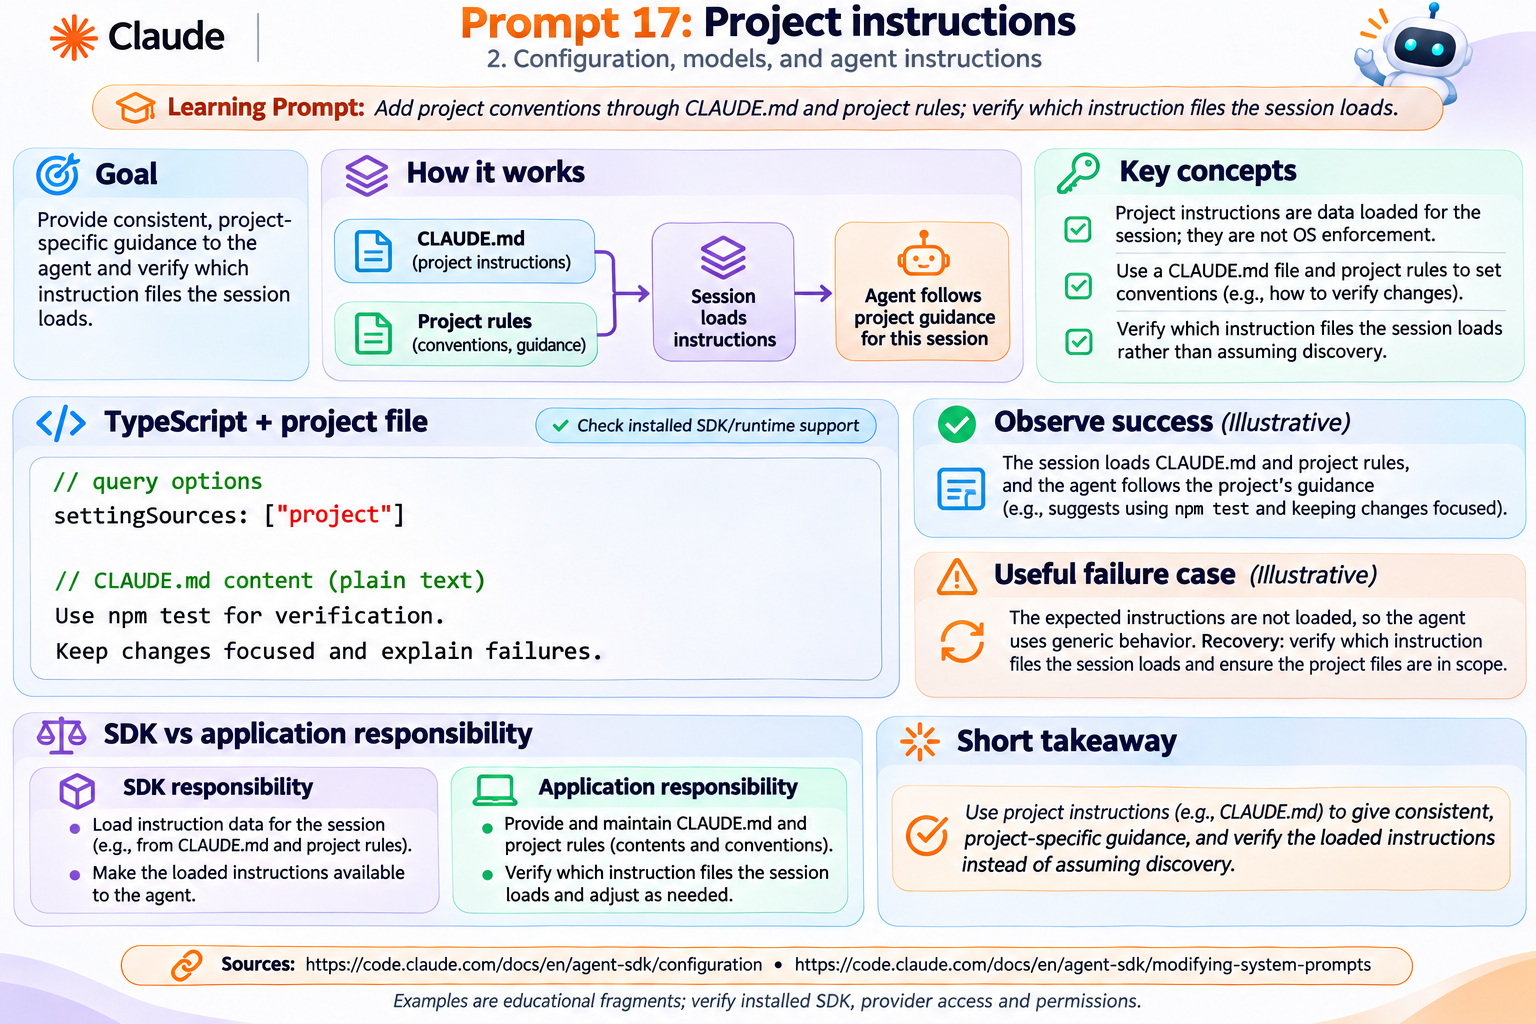 Claude
Prompt 17: Project instructions
2. Configuration, models, and agent instructions
Learning Prompt: Add project conventions through CLAUDE.md and project rules; verify which instruction files the session loads.
Goal
Provide consistent, project-
specific guidance to the
agent and verify which
instruction files the session
loads.
How it works
CLAUDE.md
(project instructions)
Project rules
(conventions, guidance)
Session
loads
instructions
Agent follows
project guidance
for this session
Key concepts
Project instructions are data loaded for the
session; they are not OS enforcement.
Use a CLAUDE.md file and project rules to set
conventions (e.g., how to verify changes).
Verify which instruction files the session loads
rather than assuming discovery.
TypeScript + project file
Check installed SDK/runtime support
// query options
settingSources: ["project"]
// CLAUDE.md content (plain text)
Use npm test for verification.
Keep changes focused and explain failures.
Observe success (Illustrative)
The session loads CLAUDE.md and project rules,
and the agent follows the project's guidance
(e.g., suggests using npm test and keeping changes focused).
Useful failure case (Illustrative)
The expected instructions are not loaded, so the agent
uses generic behavior. Recovery: verify which instruction
files the session loads and ensure the project files are in scope.
SDK vs application responsibility
SDK responsibility
Load instruction data for the session
(e.g., from CLAUDE.md and project rules).
Make the loaded instructions available
to the agent.
Application responsibility
Provide and maintain CLAUDE.md and
project rules (contents and conventions).
Verify which instruction files the session
loads and adjust as needed.
Short takeaway
Use project instructions (e.g., CLAUDE.md) to give consistent,
project-specific guidance, and verify the loaded instructions
instead of assuming discovery.
Sources: https://code.claude.com/docs/en/agent-sdk/configuration • https://code.claude.com/docs/en/agent-sdk/modifying-system-prompts
Examples are educational fragments; verify installed SDK, provider access and permissions.